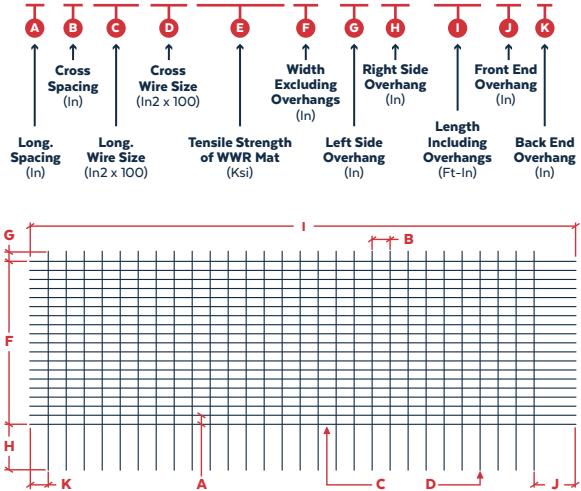 A B C D E F G H I J K
Cross
Spacing
(In)
Cross
Wire Size
(In2 x 100)
Width
Excluding
Overhangs
(In)
Right Side
Overhang
(In)
Front End
Overhang
(In)
Long.
Spacing
(In)
Long.
Wire Size
(In2 x 100)
Tensile Strength
of WWR Mat
(Ksi)
Left Side
Overhang
(In)
Length
Including
Overhangs
(Ft-In)
Back End
Overhang
(In)
I
G
B
F
H
K
A
C
D
J